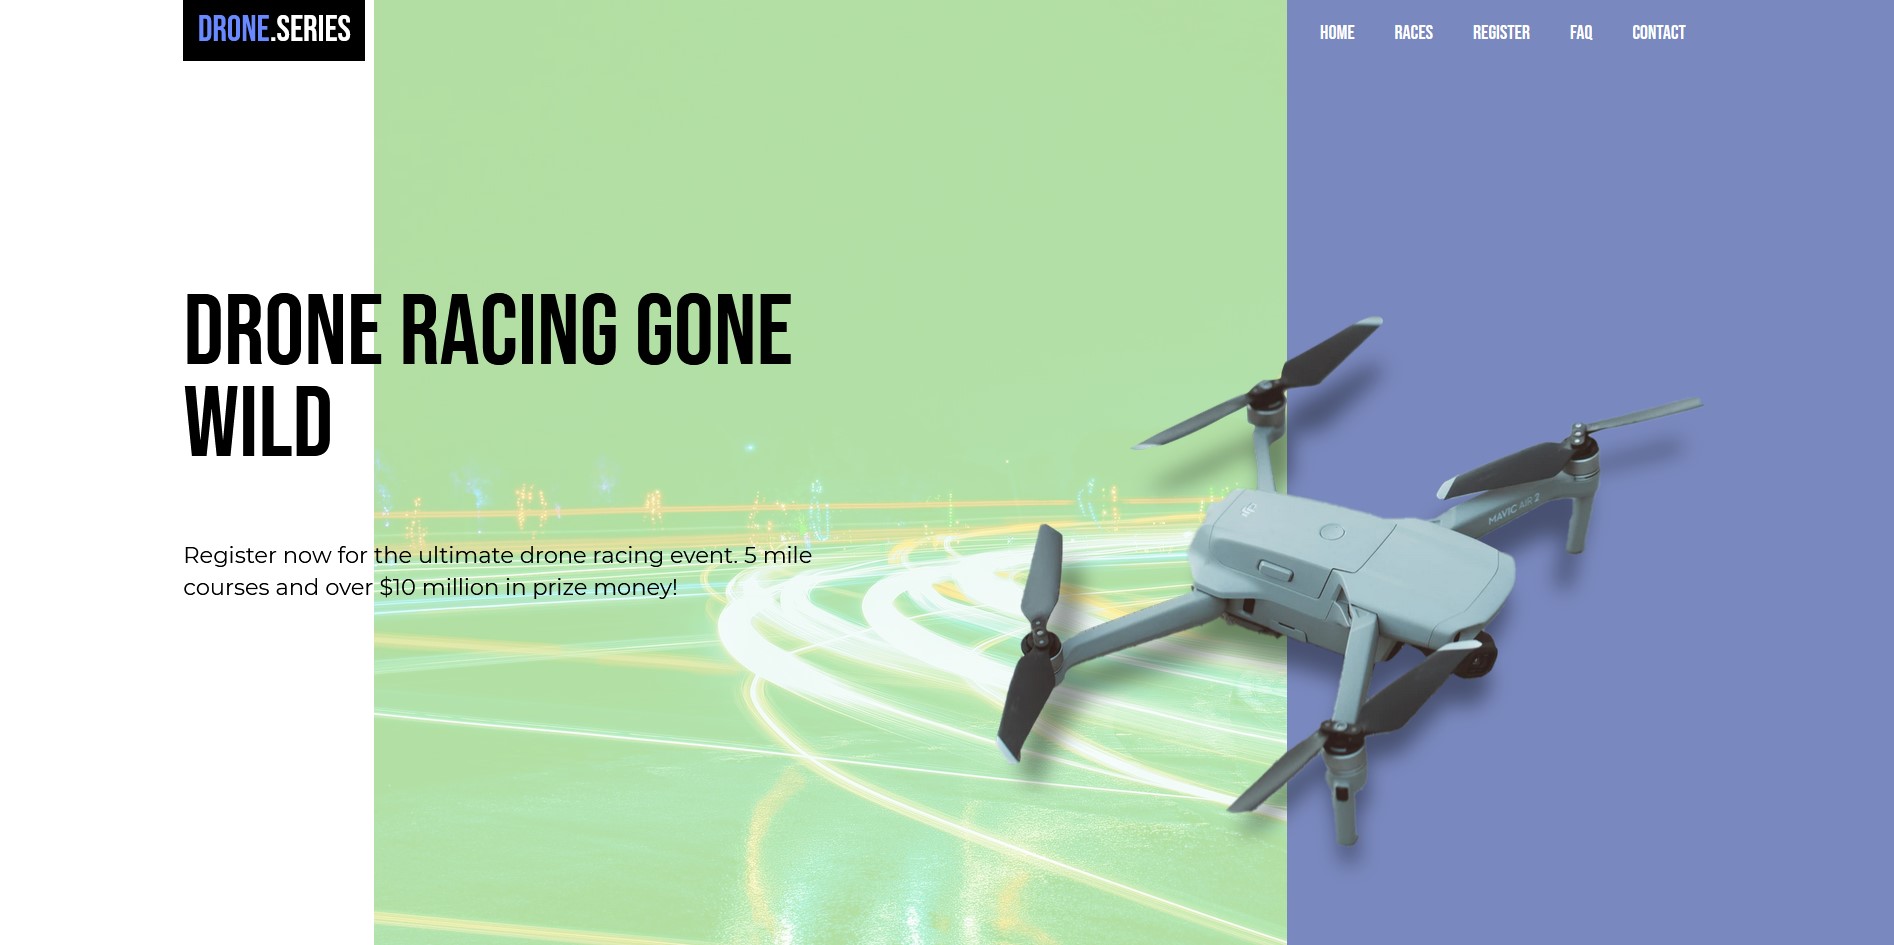 DRONE.SERIES
HOME RACES REGISTER FAQ CONTACT
DRONE RACING GONE
WILD
Register now for the ultimate drone racing event. 5 mile
courses and over $10 million in prize money!
MAVIC AIR 2